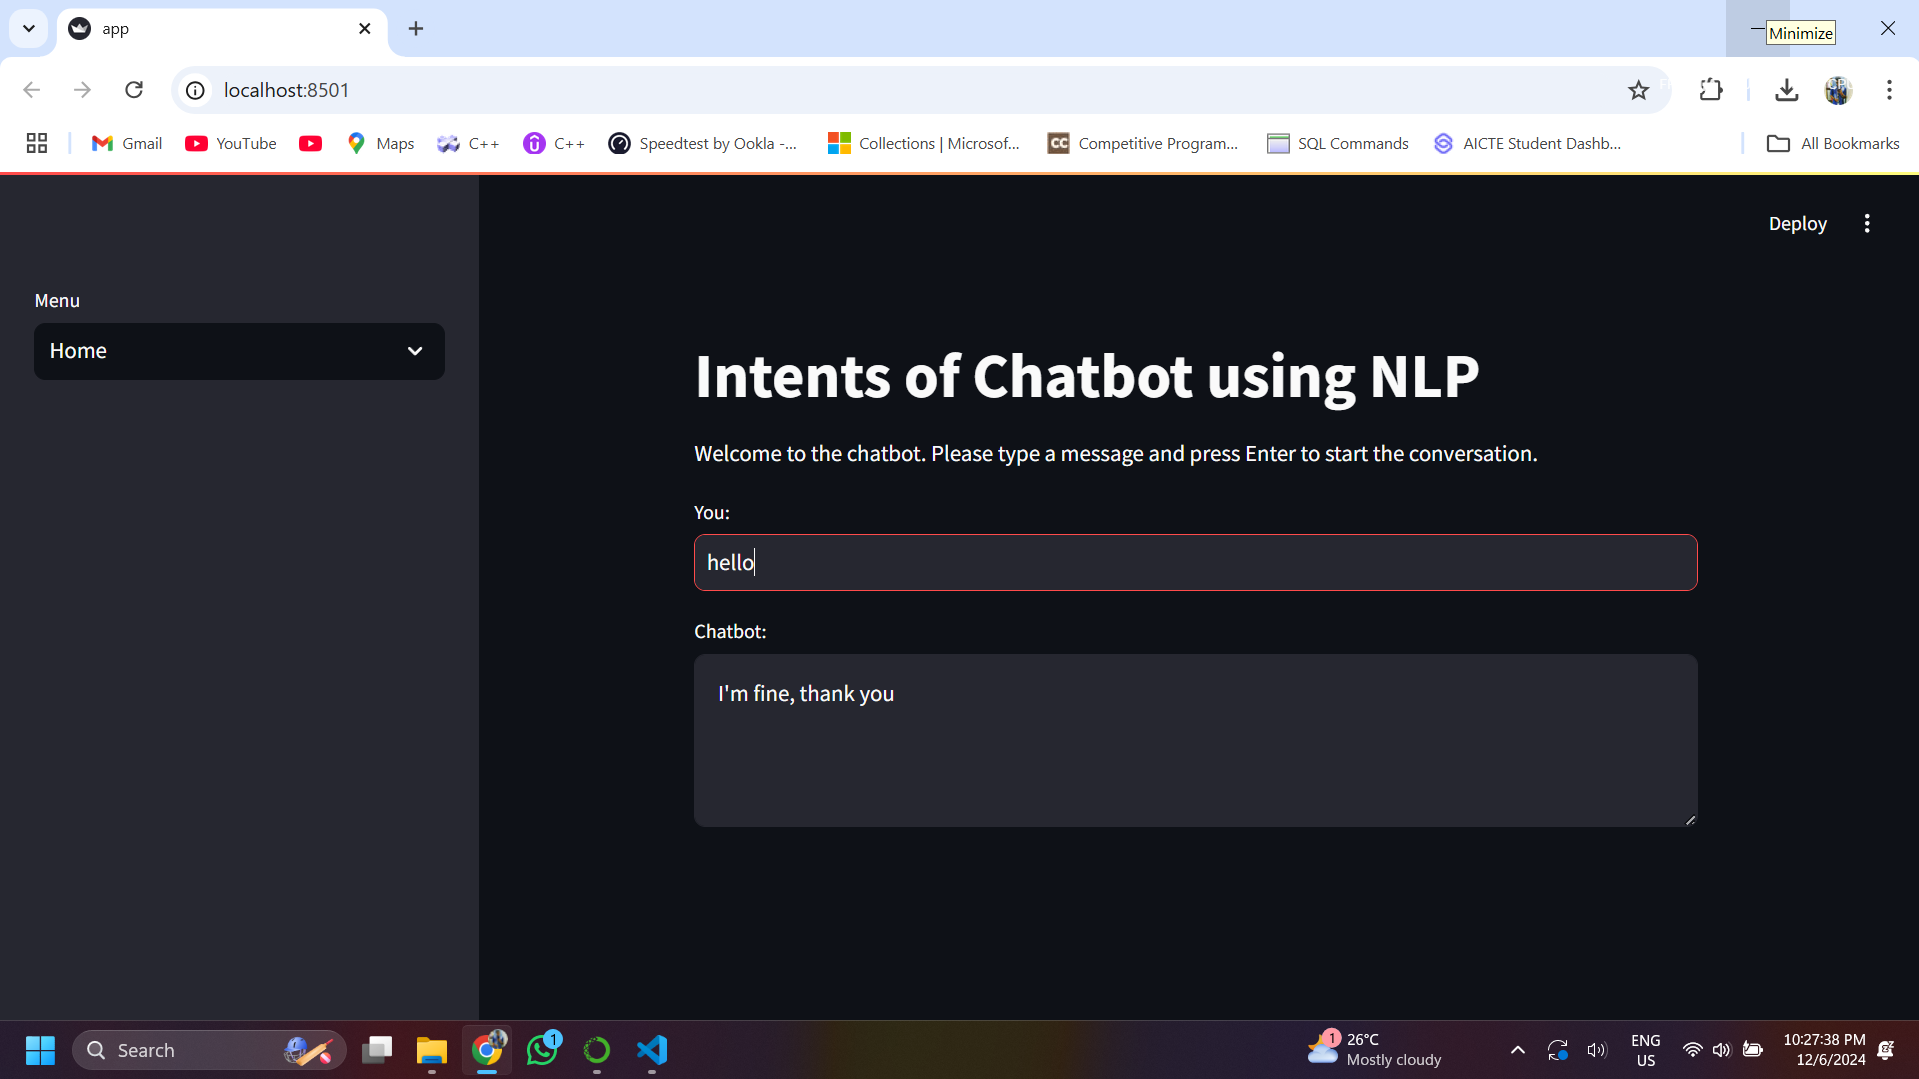 app
Minimize
localhost:8501
Gmail
YouTube
Maps
C++
C++
Speedtest by Ookla -...
Collections | Microsof...
CC
Competitive Program...
SQL Commands
AICTE Student Dashb...
All Bookmarks
Deploy
Menu
Home
Intents of Chatbot using NLP
Welcome to the chatbot. Please type a message and press Enter to start the conversation.
You:
hello
Chatbot:
I'm fine, thank you
Search
1
1
26°C
Mostly cloudy
ENG
US
10:27:38 PM
12/6/2024